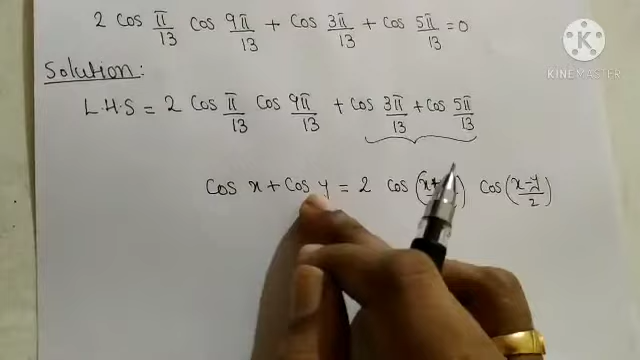 2 Cos π/13 Cos 9π/13 + Cos 3π/13 + Cos 5π/13 = 0
Solution:
L.H.S = 2 Cos π/13 Cos 9π/13 + Cos 3π/13 + Cos 5π/13
Cos x + Cos y = 2 Cos (x+ /2) Cos (x-y/2)
KINEMASTER